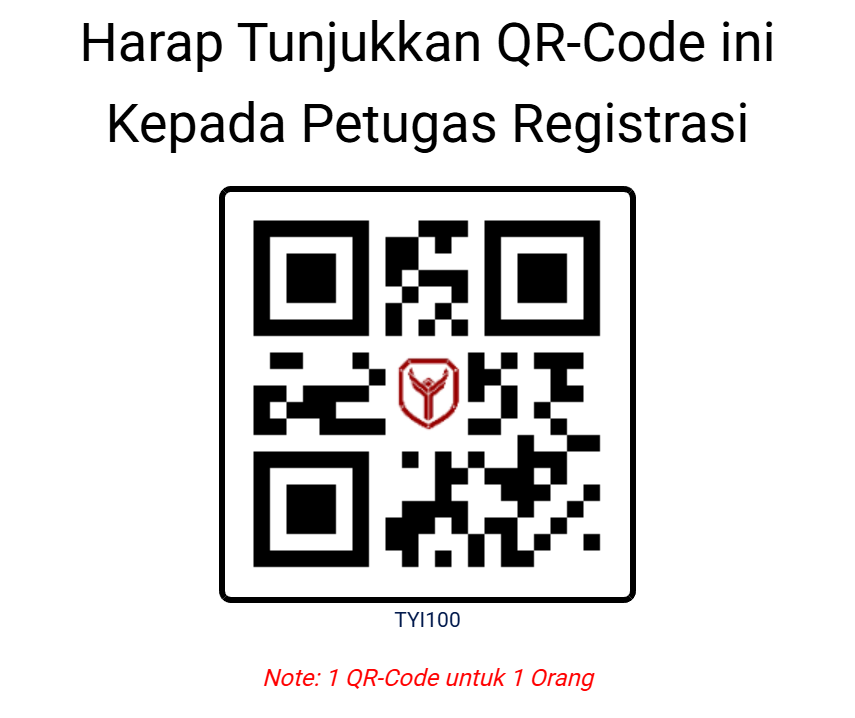 Harap Tunjukkan QR-Code ini
Kepada Petugas Registrasi
TYI100
Note: 1 QR-Code untuk 1 Orang